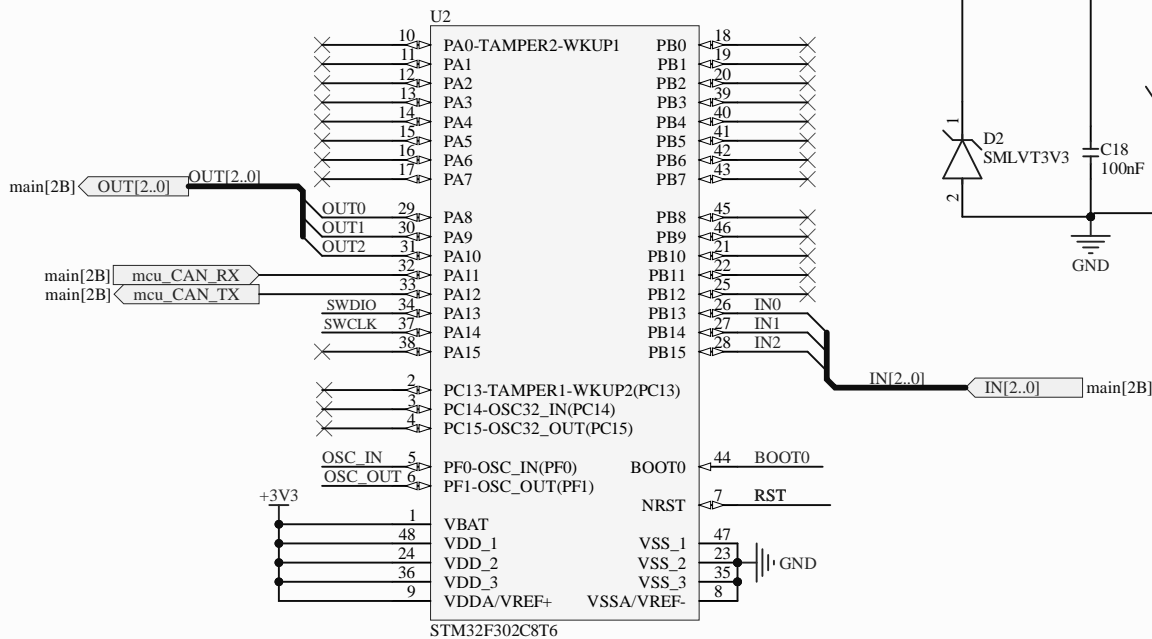 U2
10 PA0-TAMPER2-WKUP1 PB0 18
11 PA1 PB1 19
12 PA2 PB2 20
13 PA3 PB3 39
14 PA4 PB4 40
15 PA5 PB5 41
16 PA6 PB6 42
17 PA7 PB7 43
main[2B] OUT[2..0] OUT[2..0]
OUT0 29 PA8 PB8 45
OUT1 30 PA9 PB9 46
OUT2 31 PA10 PB10 21
main[2B] mcu_CAN_RX 32 PA11 PB11 22
main[2B] mcu_CAN_TX 33 PA12 PB12 25
SWDIO 34 PA13 PB13 26 IN0
SWCLK 37 PA14 PB14 27 IN1
38 PA15 PB15 28 IN2
IN[2..0] IN[2..0] main[2B]
2 PC13-TAMPER1-WKUP2(PC13)
3 PC14-OSC32_IN(PC14)
4 PC15-OSC32_OUT(PC15)
OSC_IN 5 PF0-OSC_IN(PF0) BOOT0 44 BOOT0
OSC_OUT 6 PF1-OSC_OUT(PF1)
NRST 7 RST
+3V3
1 VBAT
48 VDD_1 VSS_1 47
24 VDD_2 VSS_2 23 GND
36 VDD_3 VSS_3 35
9 VDDA/VREF+ VSSA/VREF- 8
STM32F302C8T6
1
D2
SMLVT3V3
2
C18
100nF
GND